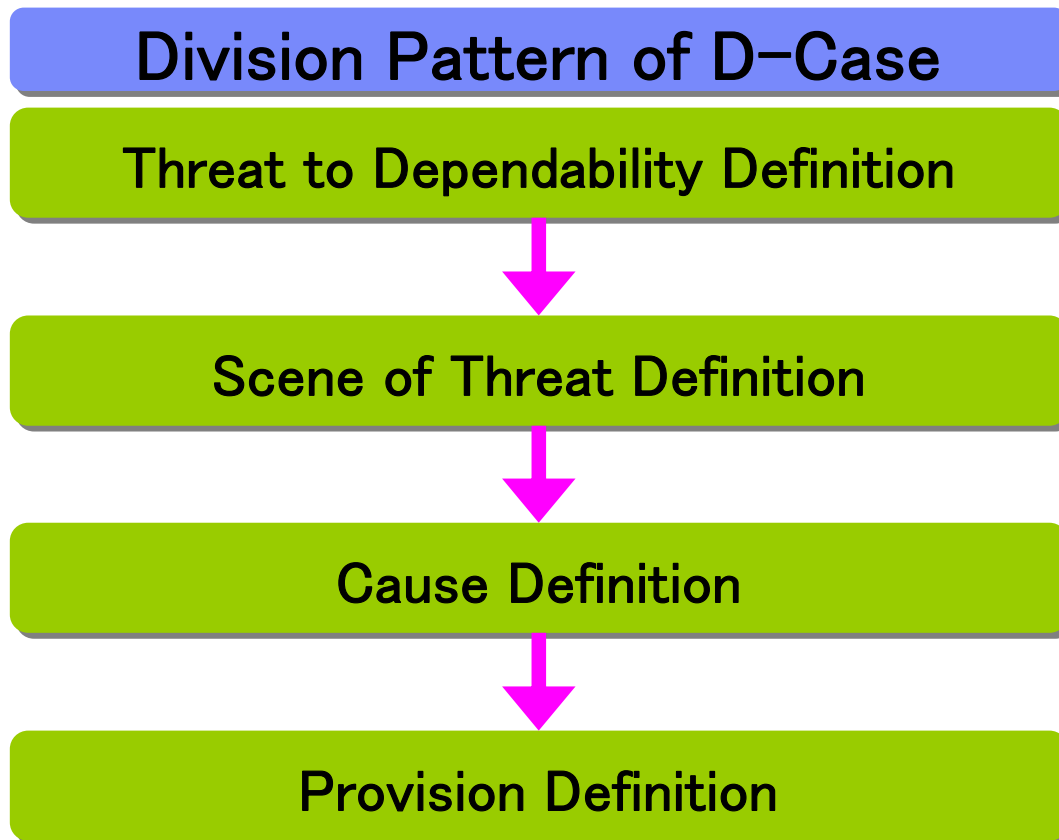 Division Pattern of D-Case
Threat to Dependability Definition
Scene of Threat Definition
Cause Definition
Provision Definition